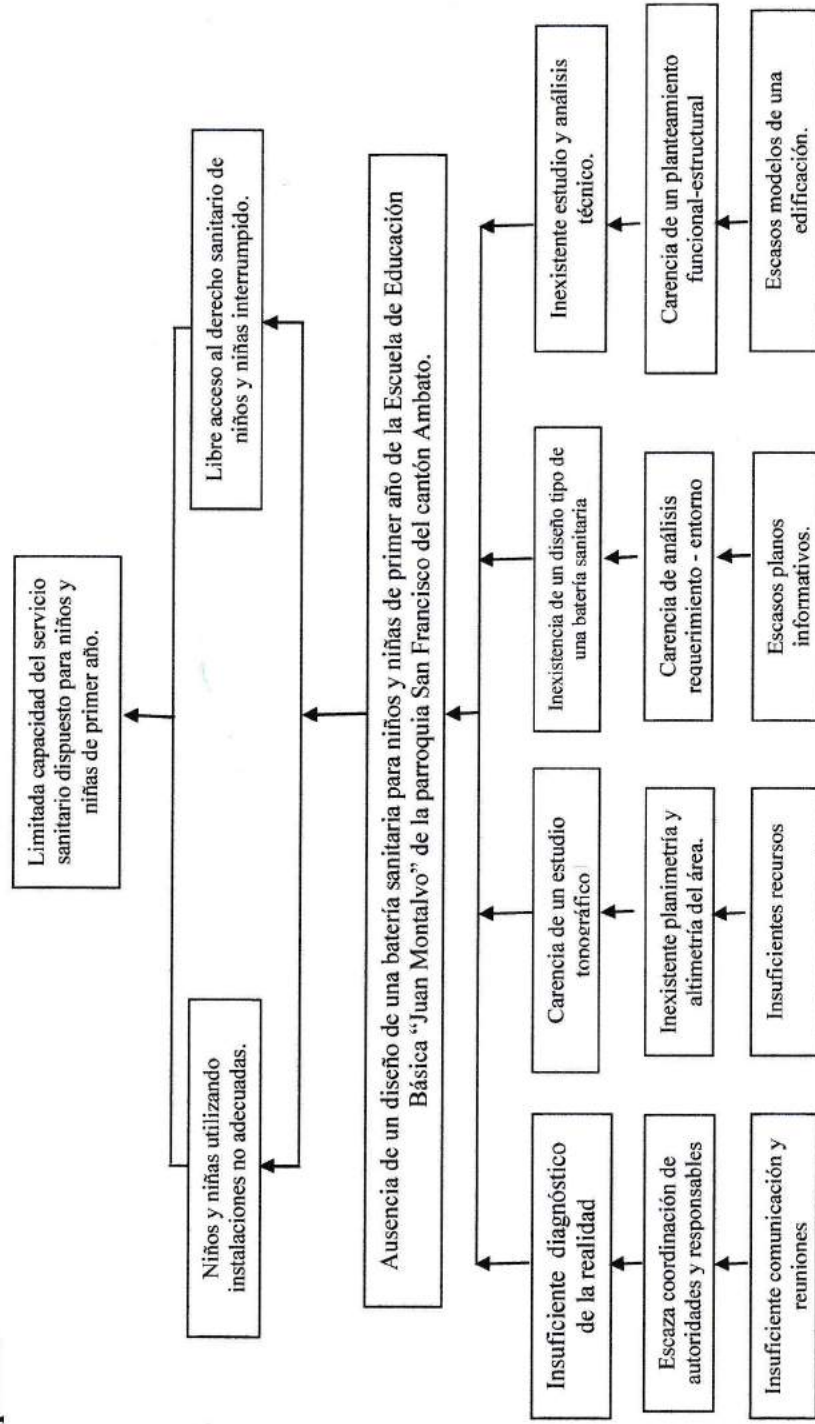 Limitada capacidad del servicio
sanitario dispuesto para niños y
niñas de primer año.
Niños y niñas utilizando
instalaciones no adecuadas.
Libre acceso al derecho sanitario de
niños y niñas interrumpido.
Ausencia de un diseño de una batería sanitaria para niños y niñas de primer año de la Escuela de Educación
Básica “Juan Montalvo” de la parroquia San Francisco del cantón Ambato.
Insuficiente diagnóstico
de la realidad
Carencia de un estudio
topográfico
Inexistencia de un diseño tipo de
una batería sanitaria
Inexistente estudio y análisis
técnico.
Escaza coordinación de
autoridades y responsables
Inexistente planimetría y
altimetría del área.
Carencia de análisis
requerimiento - entorno
Carencia de un planteamiento
funcional-estructural
Insuficiente comunicación y
reuniones
Insuficientes recursos
Escasos planos
informativos.
Escasos modelos de una
edificación.